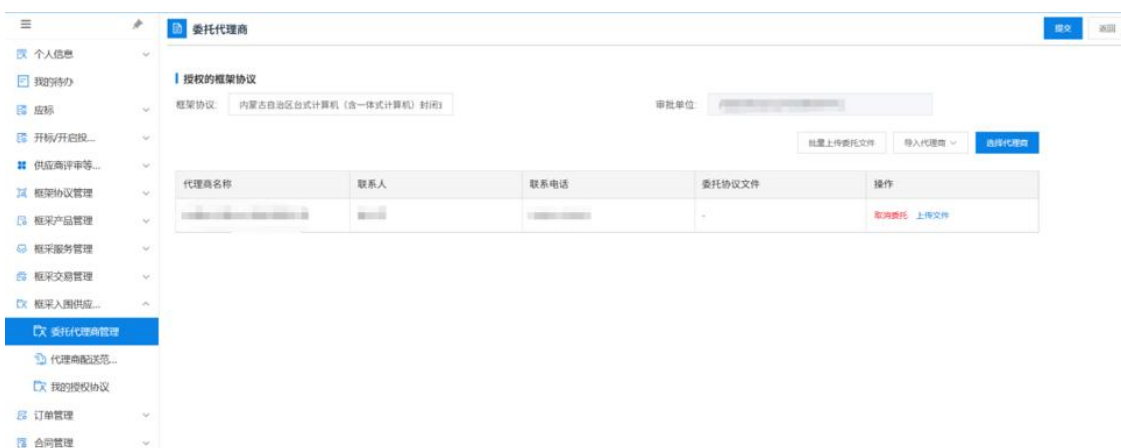 委托代理商
提交
返回
个人信息
我的待办
应标
开标/开启投...
供应商评审等...
框架协议管理
框采产品管理
框采服务管理
框采交易管理
框采入围供应...
委托代理商管理
代理商配送范...
我的授权协议
订单管理
合同管理
授权的框架协议
框架协议:
内蒙古自治区台式计算机（含一体式计算机）封闭
审批单位:
批量上传委托文件
导入代理商
选择代理商
代理商名称
联系人
联系电话
委托协议文件
操作
-
取消委托
上传文件